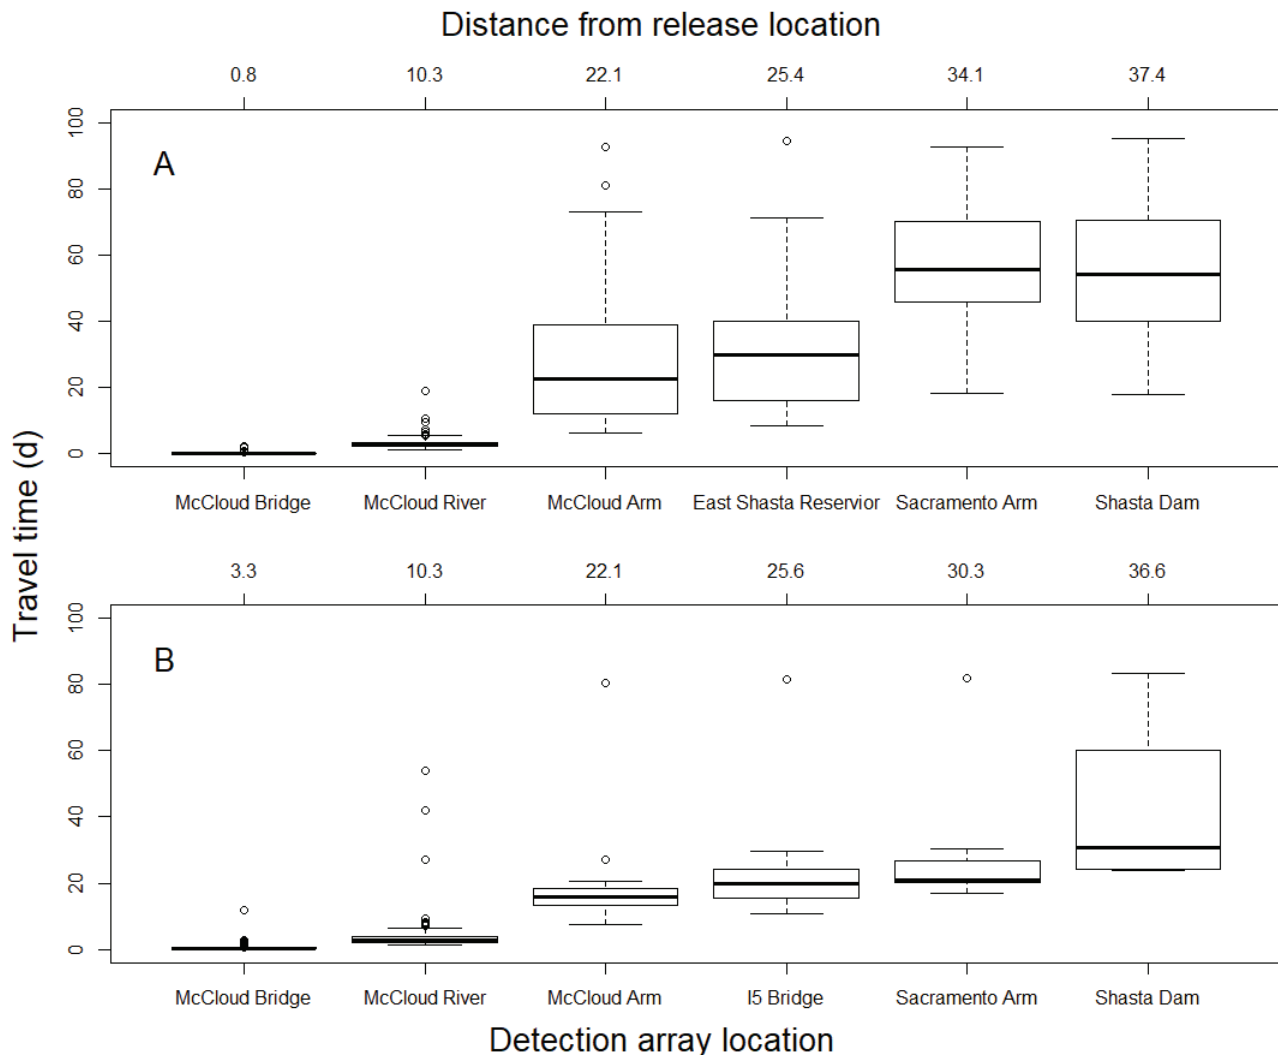 Distance from release location
0.8 10.3 22.1 25.4 34.1 37.4
A
100
80
60
40
20
0
McCloud Bridge McCloud River McCloud Arm East Shasta Reservior Sacramento Arm Shasta Dam
Travel time (d)
3.3 10.3 22.1 25.6 30.3 36.6
B
100
80
60
40
20
0
McCloud Bridge McCloud River McCloud Arm I5 Bridge Sacramento Arm Shasta Dam
Detection array location